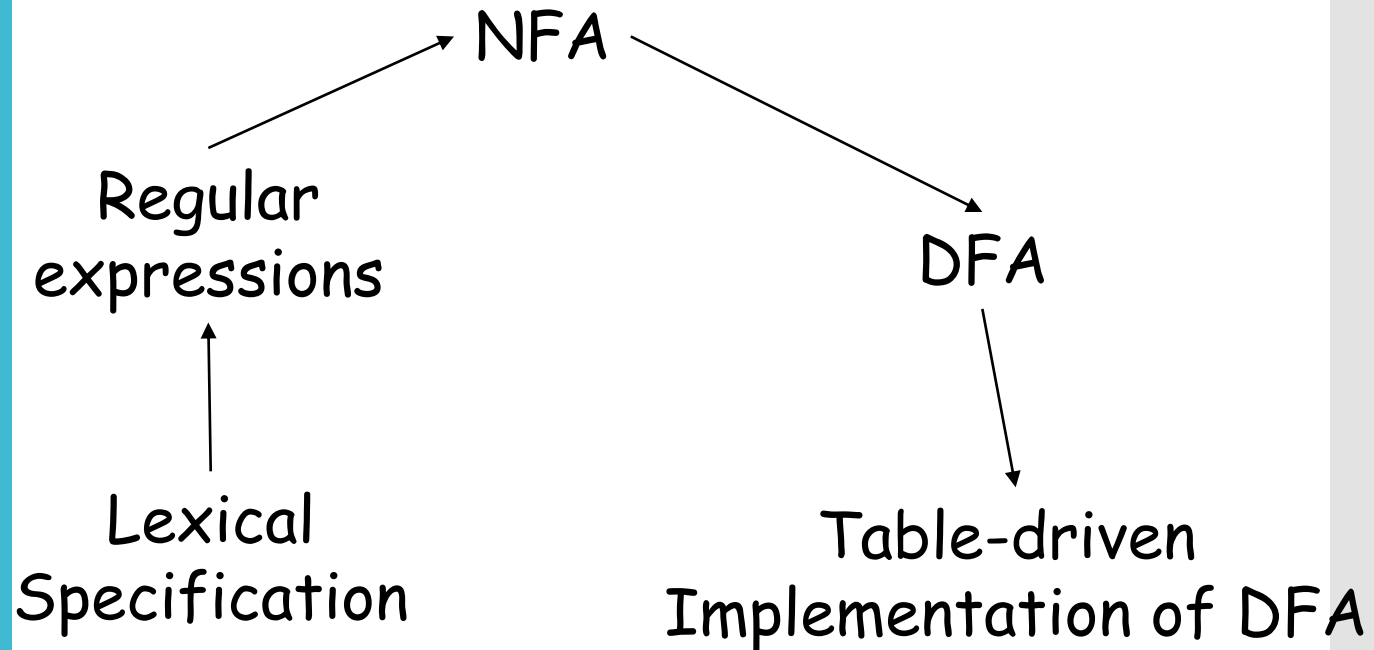 NFA
Regular
expressions
DFA
Lexical
Specification
Table-driven
Implementation of DFA